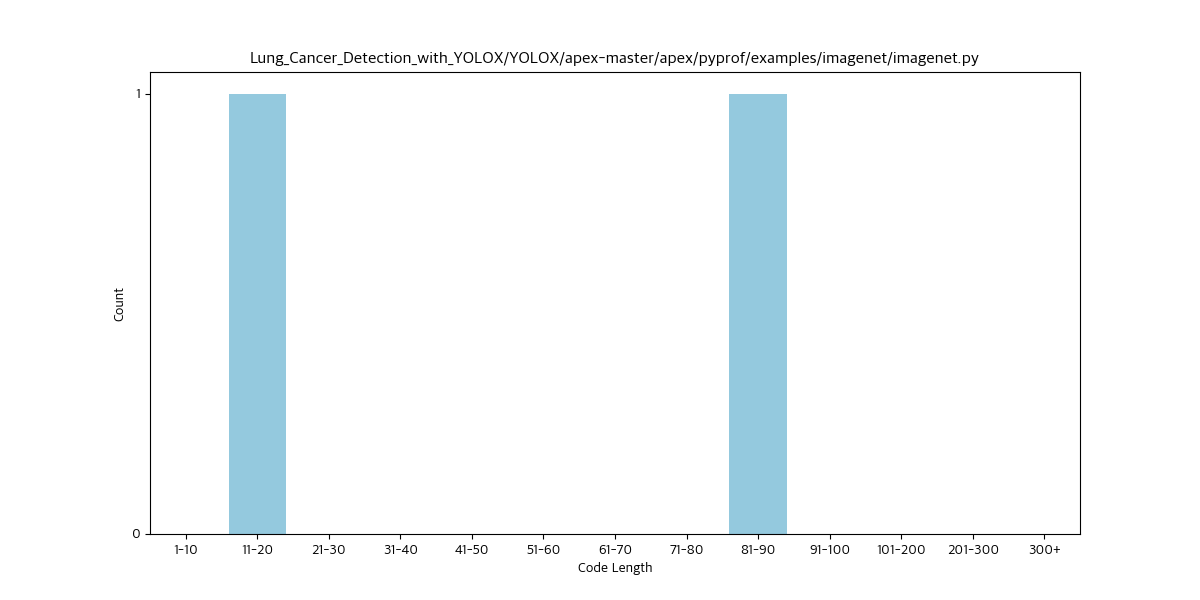 Lung_Cancer_Detection_with_YOLOX/YOLOX/apex-master/apex/pyprof/examples/imagenet/imagenet.py
1
Count
0
1-10 11-20 21-30 31-40 41-50 51-60 61-70 71-80 81-90 91-100 101-200 201-300 300+
Code Length